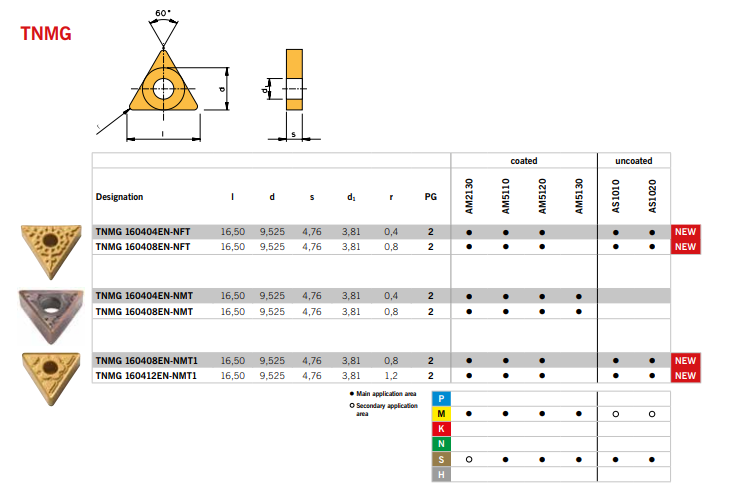 TNMG
60°
d
d₁
l
s
coated uncoated
Designation l d s d₁ r PG AM2130 AM5110 AM5120 AM5130 AS1010 AS1020
TNMG 160404EN-NFT 16,50 9,525 4,76 3,81 0,4 2 ● ● ● ● ● NEW
TNMG 160408EN-NFT 16,50 9,525 4,76 3,81 0,8 2 ● ● ● ● ● NEW
TNMG 160404EN-NMT 16,50 9,525 4,76 3,81 0,4 2 ● ● ● ●
TNMG 160408EN-NMT 16,50 9,525 4,76 3,81 0,8 2 ● ● ● ●
TNMG 160408EN-NMT1 16,50 9,525 4,76 3,81 0,8 2 ● ● ● ● ● NEW
TNMG 160412EN-NMT1 16,50 9,525 4,76 3,81 1,2 2 ● ● ● ● ● NEW
● Main application area
○ Secondary application
area
P
M ● ● ● ● ○ ○
K
N
S ○ ● ● ● ● ●
H